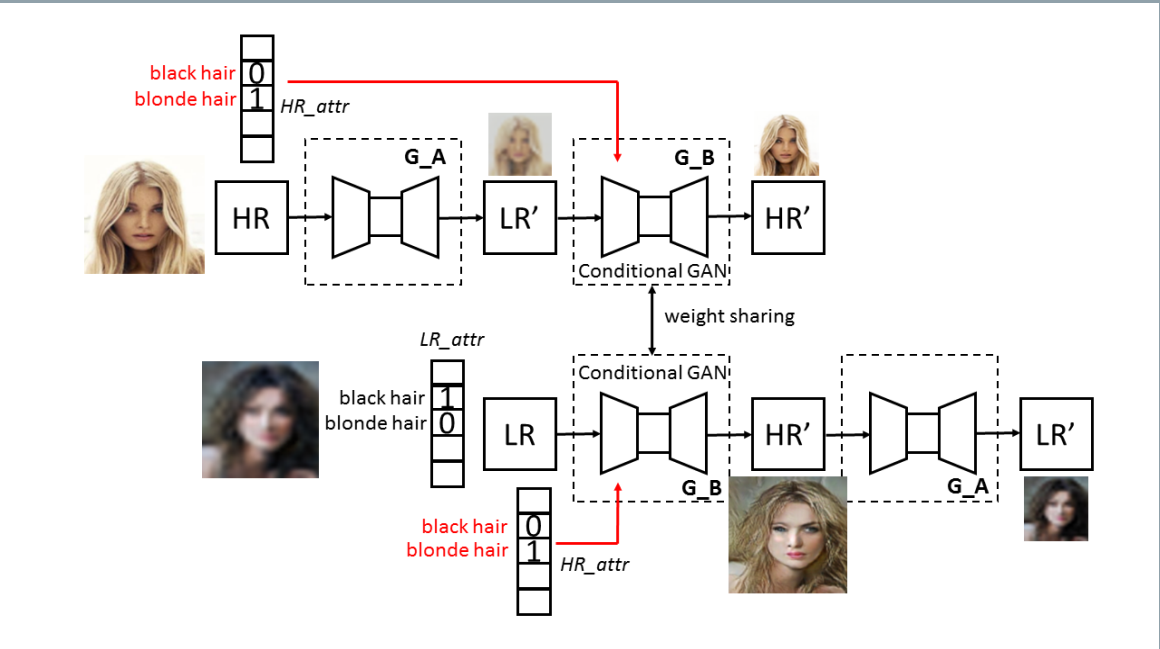 black hair 0
blonde hair 1
HR_attr
G_A
G_B
HR
LR’
HR’
Conditional GAN
weight sharing
LR_attr
Conditional GAN
black hair 1
blonde hair 0
LR
HR’
LR’
G_B
G_A
black hair 0
blonde hair 1
HR_attr